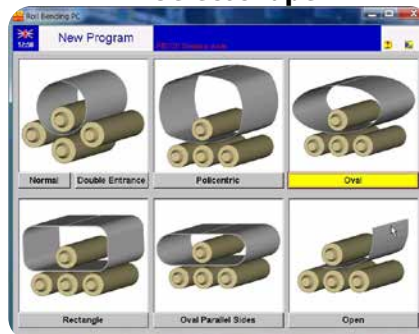 Roll Bending PC
New Program
Normal
Double Entrance
Policentric
Oval
Rectangle
Oval Parallel Sides
Open